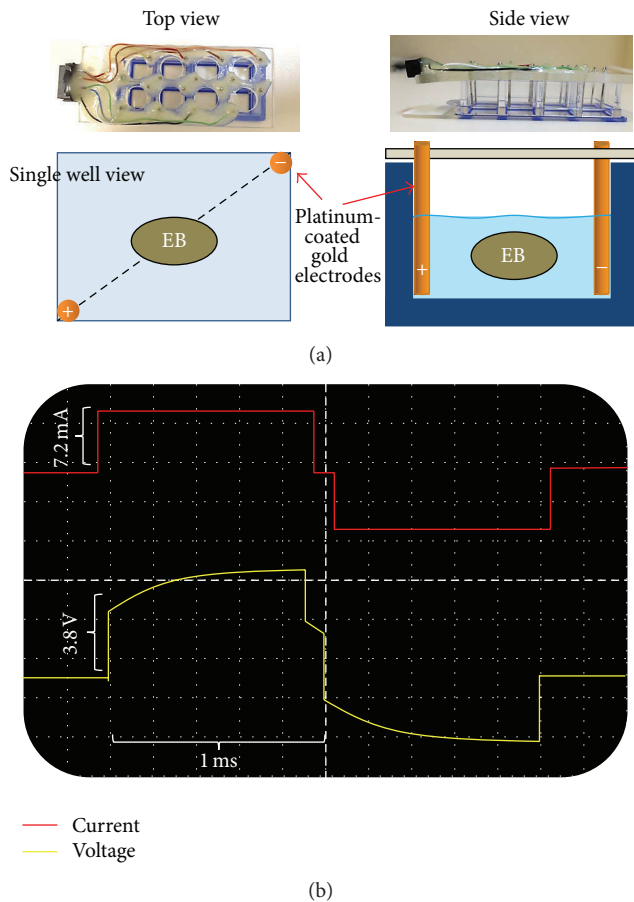 Top view
Side view
Single well view
EB
Platinum-
coated
gold
electrodes
EB
+
−
+
−
(a)
7.2 mA
3.8 V
1 ms
Current
Voltage
(b)